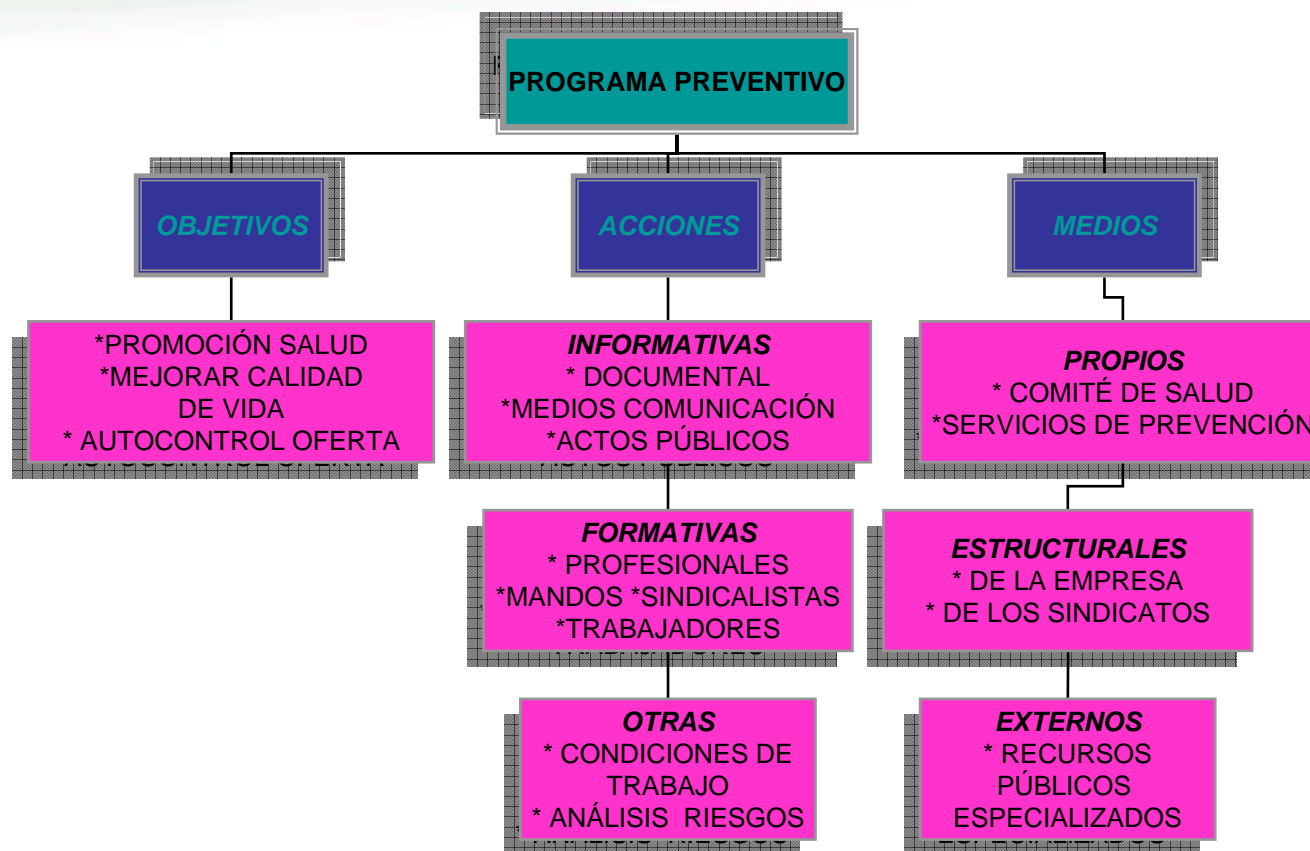 PROGRAMA PREVENTIVO
OBJETIVOS
ACCIONES
MEDIOS
*PROMOCIÓN SALUD
*MEJORAR CALIDAD
DE VIDA
* AUTOCONTROL OFERTA
INFORMATIVAS
* DOCUMENTAL
*MEDIOS COMUNICACIÓN
*ACTOS PÚBLICOS
PROPIOS
* COMITÉ DE SALUD
*SERVICIOS DE PREVENCIÓN
FORMATIVAS
* PROFESIONALES
*MANDOS *SINDICALISTAS
*TRABAJADORES
ESTRUCTURALES
* DE LA EMPRESA
* DE LOS SINDICATOS
OTRAS
* CONDICIONES DE
TRABAJO
* ANÁLISIS RIESGOS
EXTERNOS
* RECURSOS
PÚBLICOS
ESPECIALIZADOS